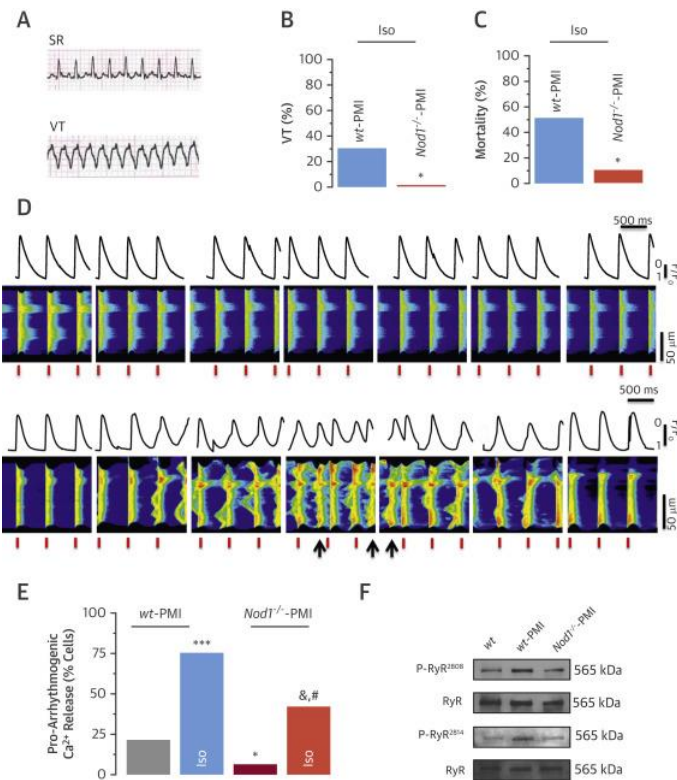 A
SR
VT
B
Iso
VT (%)
100
80
60
40
20
0
wt-PMI
Nod1-/--PMI
*
C
Iso
Mortality (%)
100
80
60
40
20
0
wt-PMI
Nod1-/--PMI
*
D
500 ms
0
1
F/F0
50 μm
500 ms
0
1
F/F0
50 μm
E
wt-PMI
Nod1-/--PMI
Pro-Arrhythmogenic
Ca2+ Release (% Cells)
100
75
50
25
0
***
Iso
*
&,#
Iso
F
wt
wt-PMI
Nod1-/--PMI
P-RyR2808
565 kDa
RyR
565 kDa
P-RyR2814
565 kDa
RyR
565 kDa